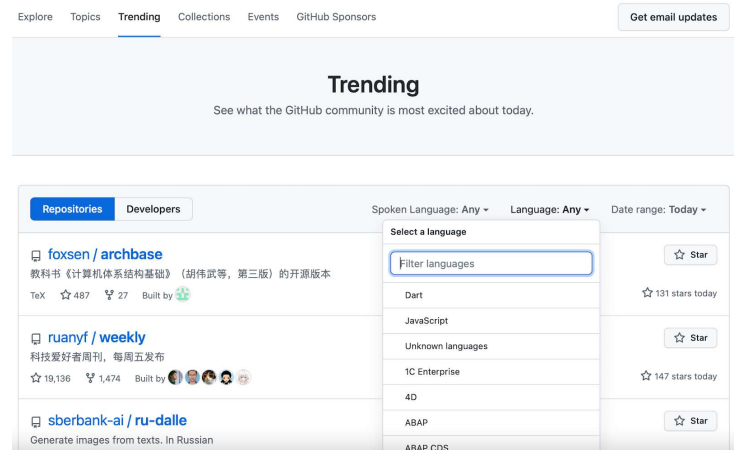 Explore Topics Trending Collections Events GitHub Sponsors Get email updates
Trending
See what the GitHub community is most excited about today.
Repositories Developers Spoken Language: Any Language: Any Date range: Today
Select a language
Filter languages
Dart
JavaScript
Unknown languages
1C Enterprise
4D
ABAP
ABAP CDS
foxsen / archbase Star
教科书《计算机体系结构基础》（胡伟武等，第三版）的开源版本
TeX 487 27 Built by 131 stars today
ruanyf / weekly Star
科技爱好者周刊，每周五发布
19,136 1,474 Built by 147 stars today
sberbank-ai / ru-dalle Star
Generate images from texts. In Russian